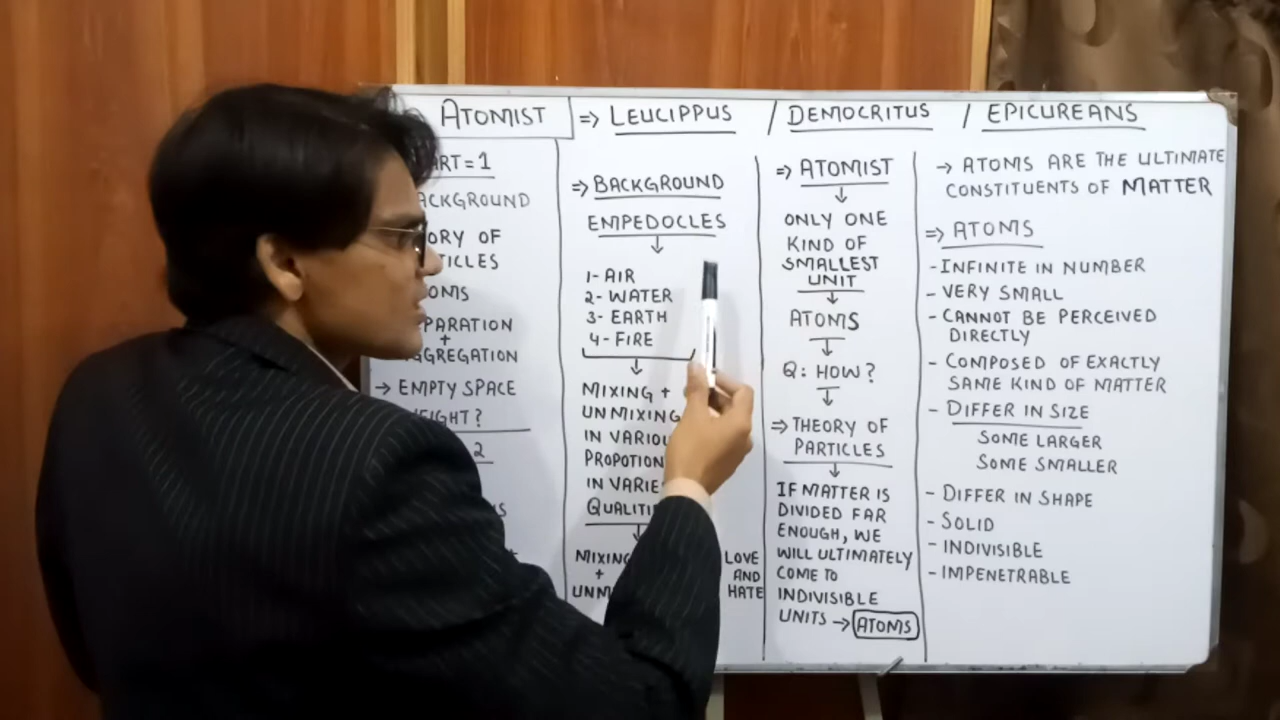 ATOMIST => LEUCIPPUS / DEMOCRITUS / EPICUREANS
ART = 1
ACKGROUND
ORY OF
TICLES
OMS
PARATION
+
GGREGATION
→ EMPTY SPACE
EIGHT?
2
=> BACKGROUND
EMPEDOCLES
↓
1- AIR
2- WATER
3- EARTH
4- FIRE
↓
MIXING +
UNMIXING
IN VARIOU
PROPOTION
IN VARIE
QUALITI
↓
MIXING
+
UNM
LOVE
AND
HATE
=> ATOMIST
↓
ONLY ONE
KIND OF
SMALLEST
UNIT
↓
ATOMS
↓
Q: HOW?
↓
=> THEORY OF
PARTICLES
↓
IF MATTER IS
DIVIDED FAR
ENOUGH, WE
WILL ULTIMATELY
COME TO
INDIVISIBLE
UNITS → ATOMS
→ ATOMS ARE THE ULTIMATE
CONSTITUENTS OF MATTER
=> ATOMS
- INFINITE IN NUMBER
- VERY SMALL
- CANNOT BE PERCEIVED
DIRECTLY
- COMPOSED OF EXACTLY
SAME KIND OF MATTER
- DIFFER IN SIZE
SOME LARGER
SOME SMALLER
- DIFFER IN SHAPE
- SOLID
- INDIVISIBLE
- IMPENETRABLE